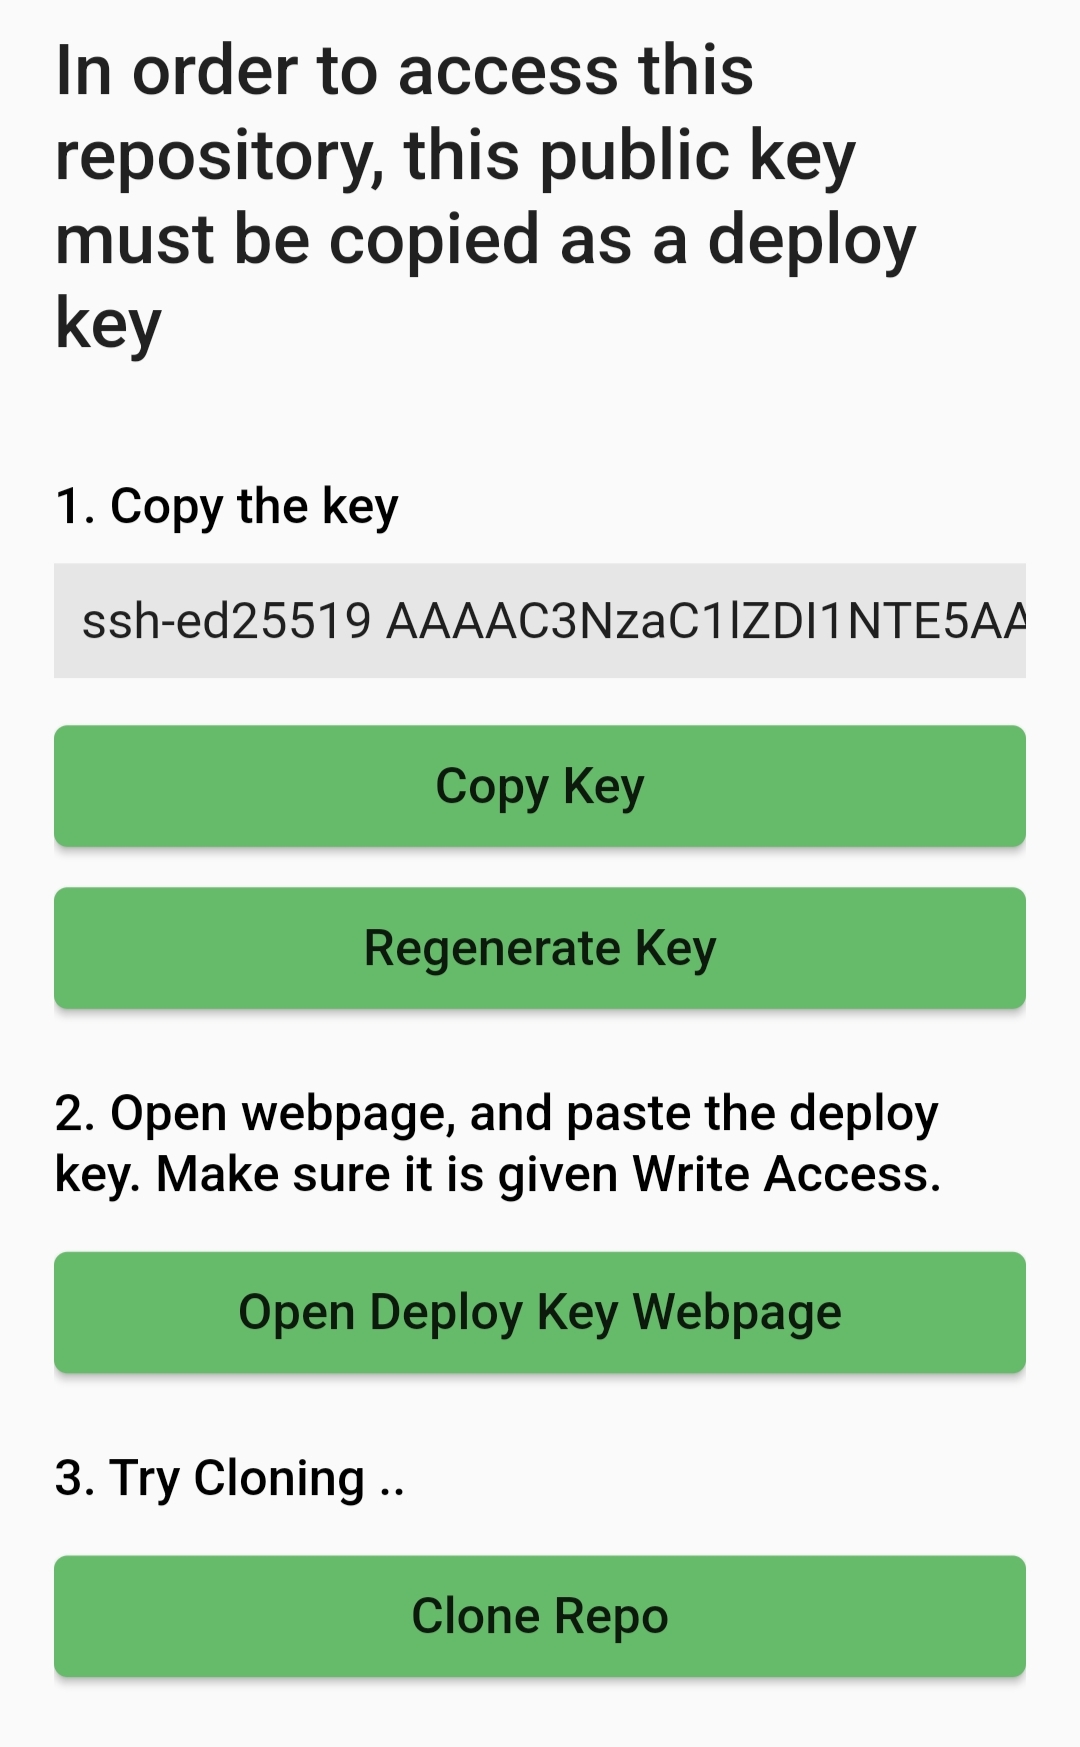 In order to access this
repository, this public key
must be copied as a deploy
key
1. Copy the key
ssh-ed25519 AAAAC3NzaC1lZDI1NTE5AA
Copy Key
Regenerate Key
2. Open webpage, and paste the deploy
key. Make sure it is given Write Access.
Open Deploy Key Webpage
3. Try Cloning ..
Clone Repo